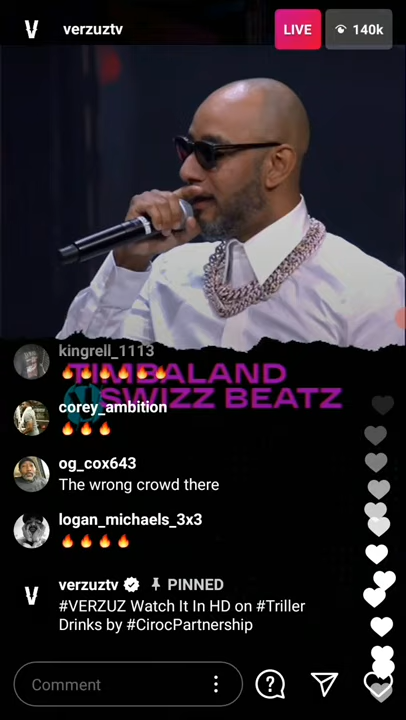 verzuztv
LIVE
140k
kingrell_1113
🔥🔥🔥🔥🔥🔥
TIMBALAND
corey_ambition
SWIZZ BEATZ
🔥🔥🔥
og_cox643
The wrong crowd there
logan_michaels_3x3
🔥🔥🔥🔥
verzuztv PINNED
#VERZUZ Watch It In HD on #Triller
Drinks by #CirocPartnership
Comment